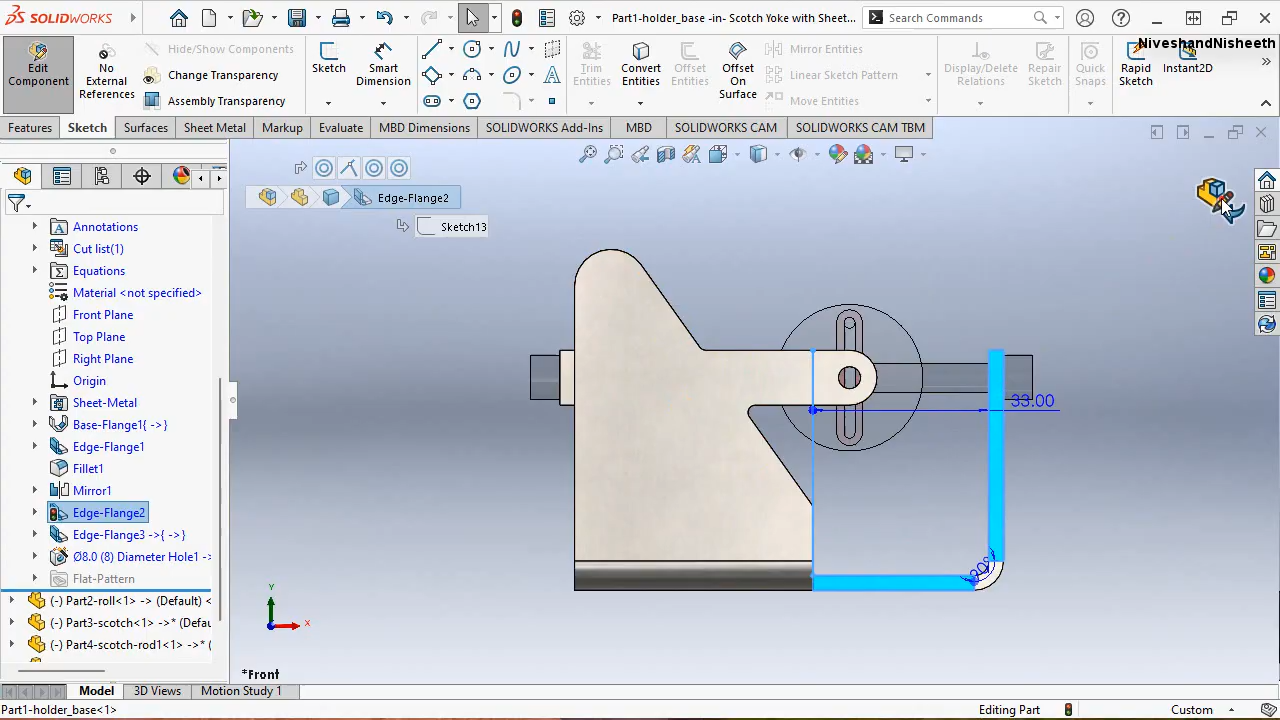 SOLIDWORKS
Part1-holder_base -in- Scotch Yoke with Sheet...
Search Commands
NiveshandNisheeth
Edit Component
No External References
Hide/Show Components
Change Transparency
Assembly Transparency
Sketch
Smart Dimension
Trim Entities
Convert Entities
Offset Entities
Offset On Surface
Mirror Entities
Linear Sketch Pattern
Move Entities
Display/Delete Relations
Repair Sketch
Quick Snaps
Rapid Sketch
Instant2D
Features
Sketch
Surfaces
Sheet Metal
Markup
Evaluate
MBD Dimensions
SOLIDWORKS Add-Ins
MBD
SOLIDWORKS CAM
SOLIDWORKS CAM TBM
Edge-Flange2
Sketch13
Annotations
Cut list(1)
Equations
Material <not specified>
Front Plane
Top Plane
Right Plane
Origin
Sheet-Metal
Base-Flange1{ -> }
Edge-Flange1
Fillet1
Mirror1
Edge-Flange2
Edge-Flange3 ->{ -> }
Ø8.0 (8) Diameter Hole1 -
Flat-Pattern
(-) Part2-roll<1> -> (Default) <
(-) Part3-scotch<1> ->* (Defau
(-) Part4-scotch-rod1<1> ->* (
33.00
Y
X
*Front
Model
3D Views
Motion Study 1
Part1-holder_base<1>
Editing Part
Custom